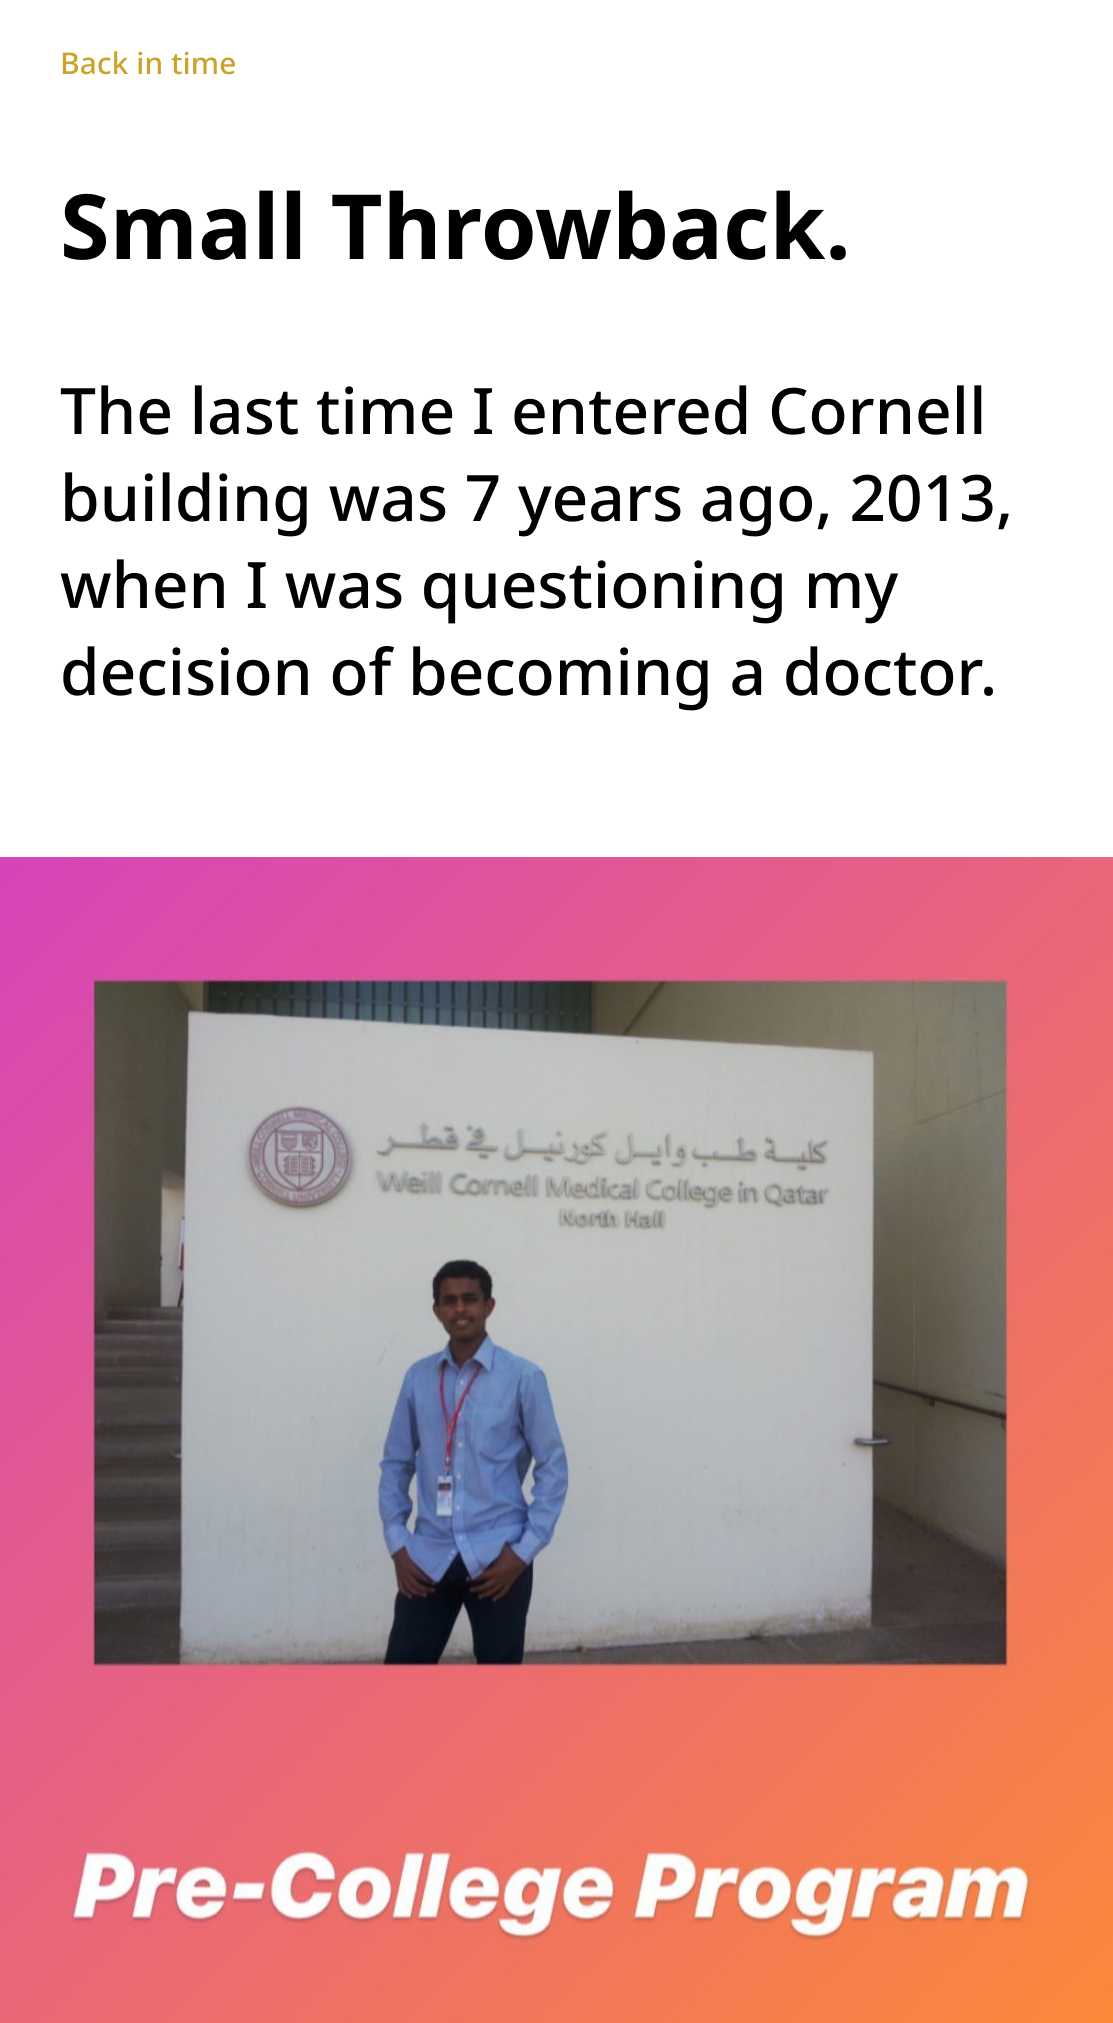 Back in time
Small Throwback.
The last time I entered Cornell
building was 7 years ago, 2013,
when I was questioning my
decision of becoming a doctor.
كلية طب وايل كورنيل في قطر
Weill Cornell Medical College in Qatar
North Hall
Pre-College Program